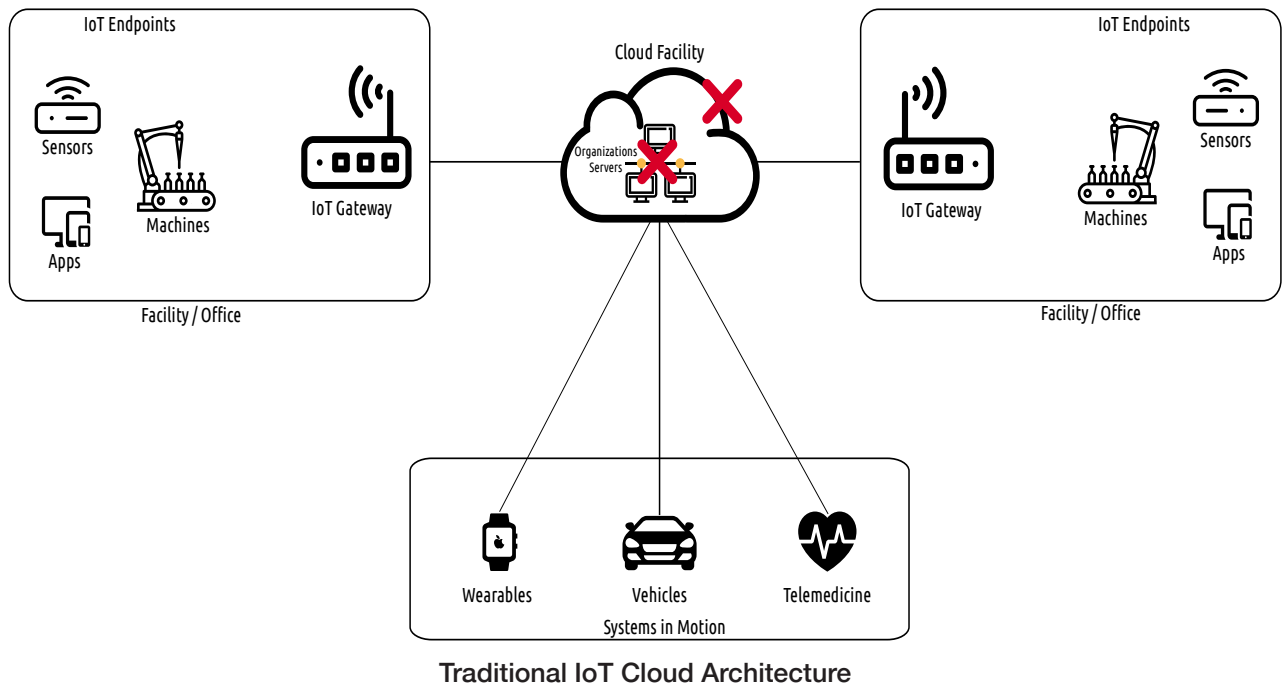 IoT Endpoints
Sensors
Machines
Apps
IoT Gateway
Facility / Office
Cloud Facility
Organizations
Servers
IoT Endpoints
IoT Gateway
Machines
Sensors
Apps
Facility / Office
Wearables
Vehicles
Telemedicine
Systems in Motion
Traditional IoT Cloud Architecture